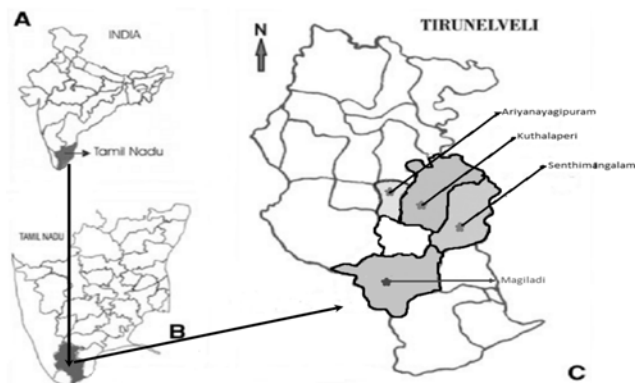 A
INDIA
Tamil Nadu
TAMIL NADU
B
TIRUNELVELI
N
Ariyanayagipuram
Kuthalaperi
Senthimangalam
Magiladi
C